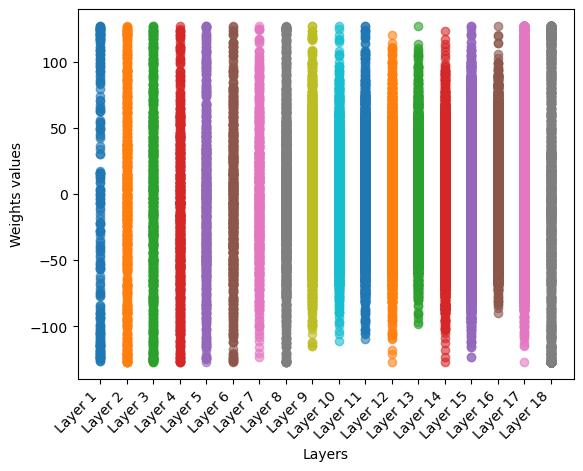 100
50
0
−50
−100
Weights values
Layer 1
Layer 2
Layer 3
Layer 4
Layer 5
Layer 6
Layer 7
Layer 8
Layer 9
Layer 10
Layer 11
Layer 12
Layer 13
Layer 14
Layer 15
Layer 16
Layer 17
Layer 18
Layers